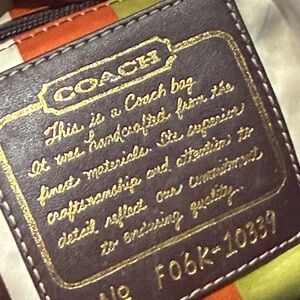 COACH
This is a Coach bag.
It was handcrafted from the
finest materials. Its superior
craftsmanship and attention to
detail reflect our commitment
to enduring quality.
No F06K-10339